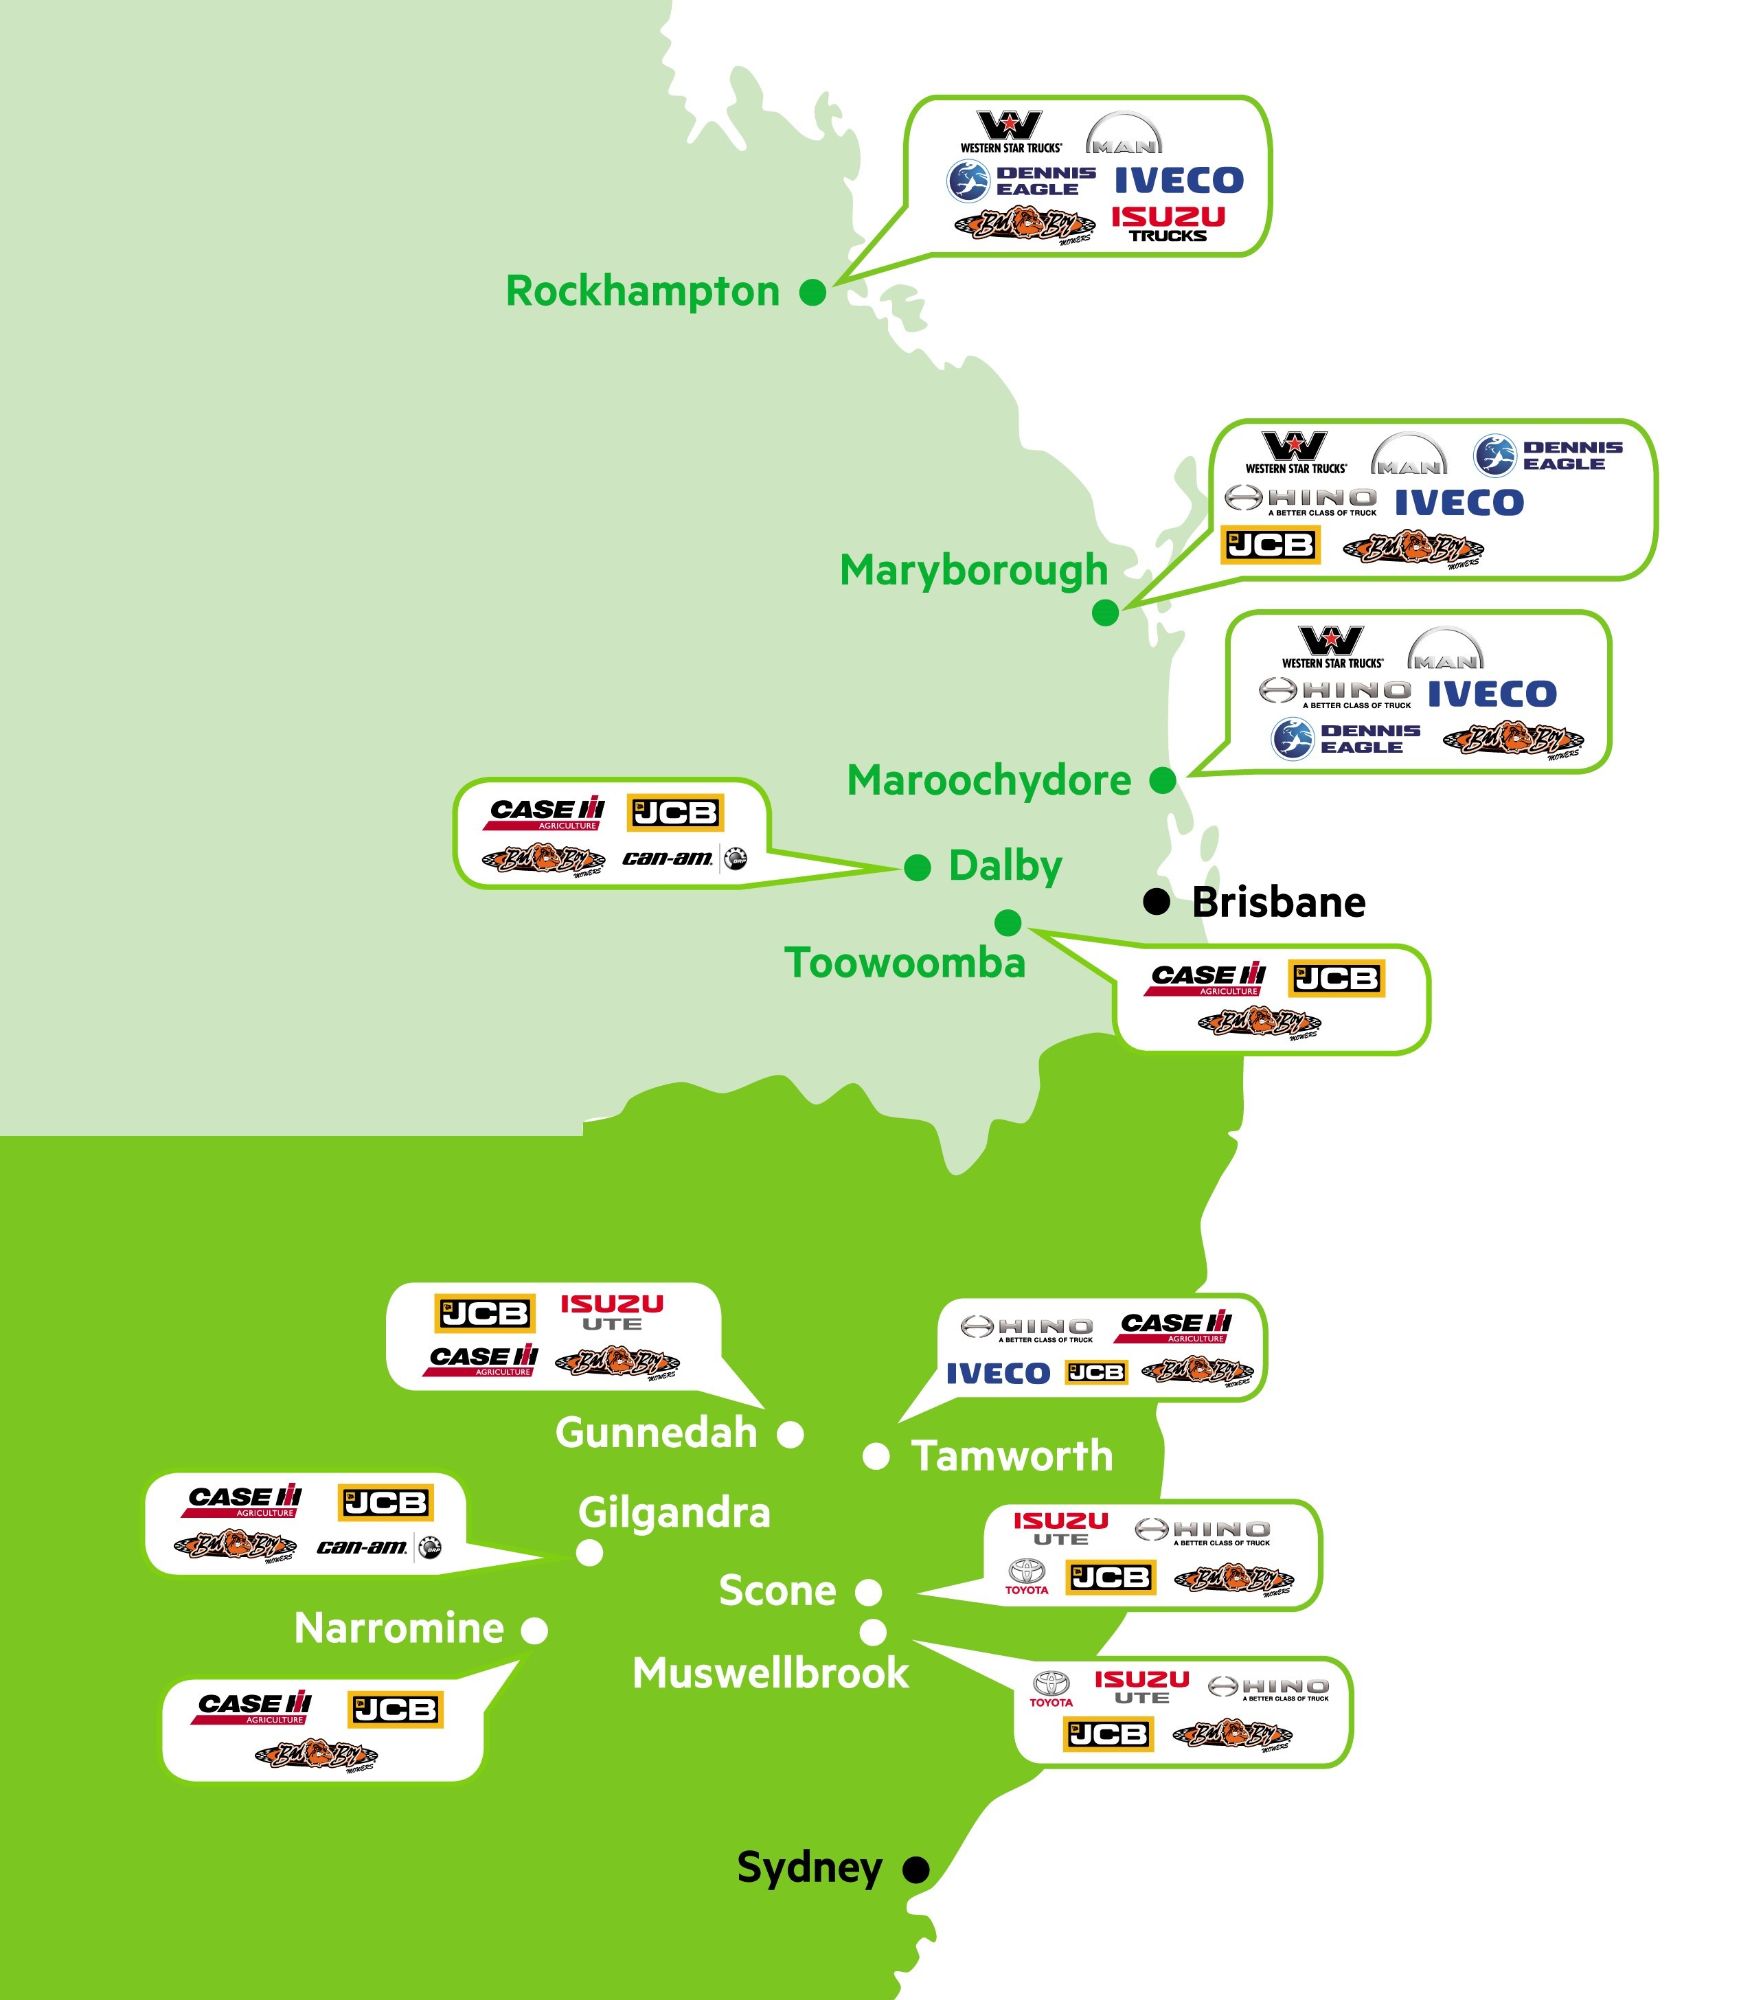 WESTERN STAR TRUCKS
MAN
DENNIS
EAGLE
IVECO
Bad Boy
MOWERS
ISUZU
TRUCKS
Rockhampton
WESTERN STAR TRUCKS
MAN
DENNIS
EAGLE
HINO
A BETTER CLASS OF TRUCK
IVECO
JCB
Bad Boy
MOWERS
Maryborough
WESTERN STAR TRUCKS
MAN
HINO
A BETTER CLASS OF TRUCK
IVECO
DENNIS
EAGLE
Bad Boy
MOWERS
Maroochydore
CASE IH
AGRICULTURE
JCB
Bad Boy
MOWERS
can-am.
BRP
Dalby
Brisbane
Toowoomba
CASE IH
AGRICULTURE
JCB
Bad Boy
MOWERS
JCB
ISUZU
UTE
CASE IH
AGRICULTURE
Bad Boy
MOWERS
Gunnedah
HINO
A BETTER CLASS OF TRUCK
CASE IH
AGRICULTURE
IVECO
JCB
Bad Boy
MOWERS
Tamworth
CASE IH
AGRICULTURE
JCB
Bad Boy
MOWERS
can-am.
BRP
Gilgandra
ISUZU
UTE
HINO
A BETTER CLASS OF TRUCK
TOYOTA
JCB
Bad Boy
MOWERS
Scone
Narromine
Muswellbrook
CASE IH
AGRICULTURE
JCB
Bad Boy
MOWERS
TOYOTA
ISUZU
UTE
HINO
A BETTER CLASS OF TRUCK
JCB
Bad Boy
MOWERS
Sydney